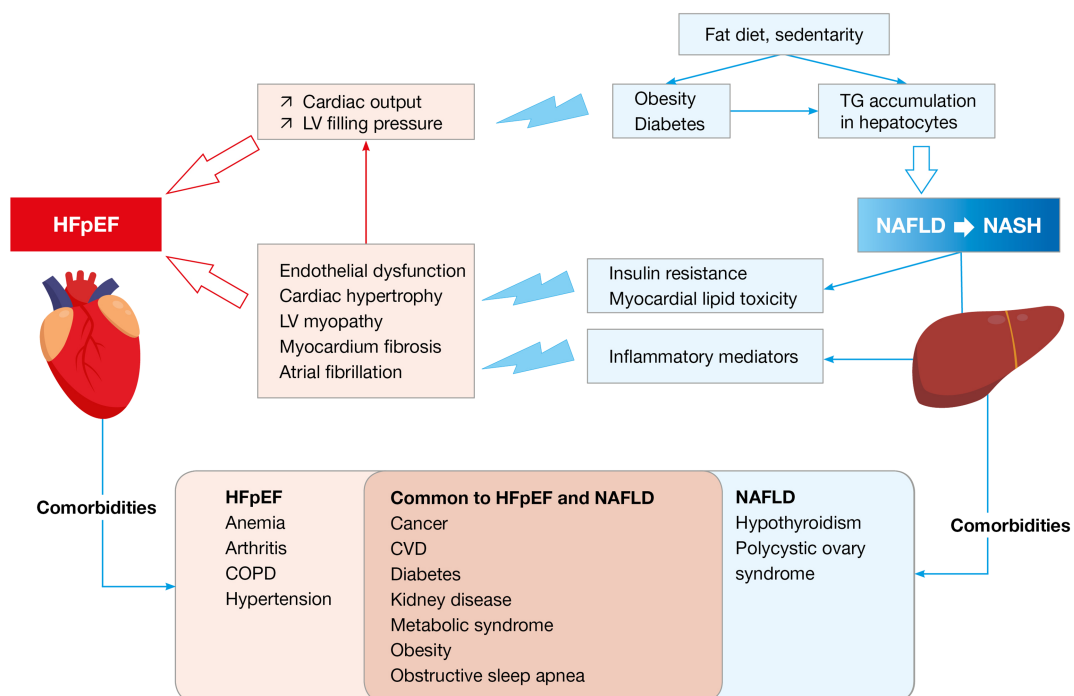 Fat diet, sedentarity
↗ Cardiac output
↗ LV filling pressure
Obesity
Diabetes
TG accumulation
in hepatocytes
HFpEF
NAFLD ➡ NASH
Endothelial dysfunction
Cardiac hypertrophy
LV myopathy
Myocardium fibrosis
Atrial fibrillation
Insulin resistance
Myocardial lipid toxicity
Inflammatory mediators
Comorbidities
HFpEF
Anemia
Arthritis
COPD
Hypertension
Common to HFpEF and NAFLD
Cancer
CVD
Diabetes
Kidney disease
Metabolic syndrome
Obesity
Obstructive sleep apnea
NAFLD
Hypothyroidism
Polycystic ovary
syndrome
Comorbidities